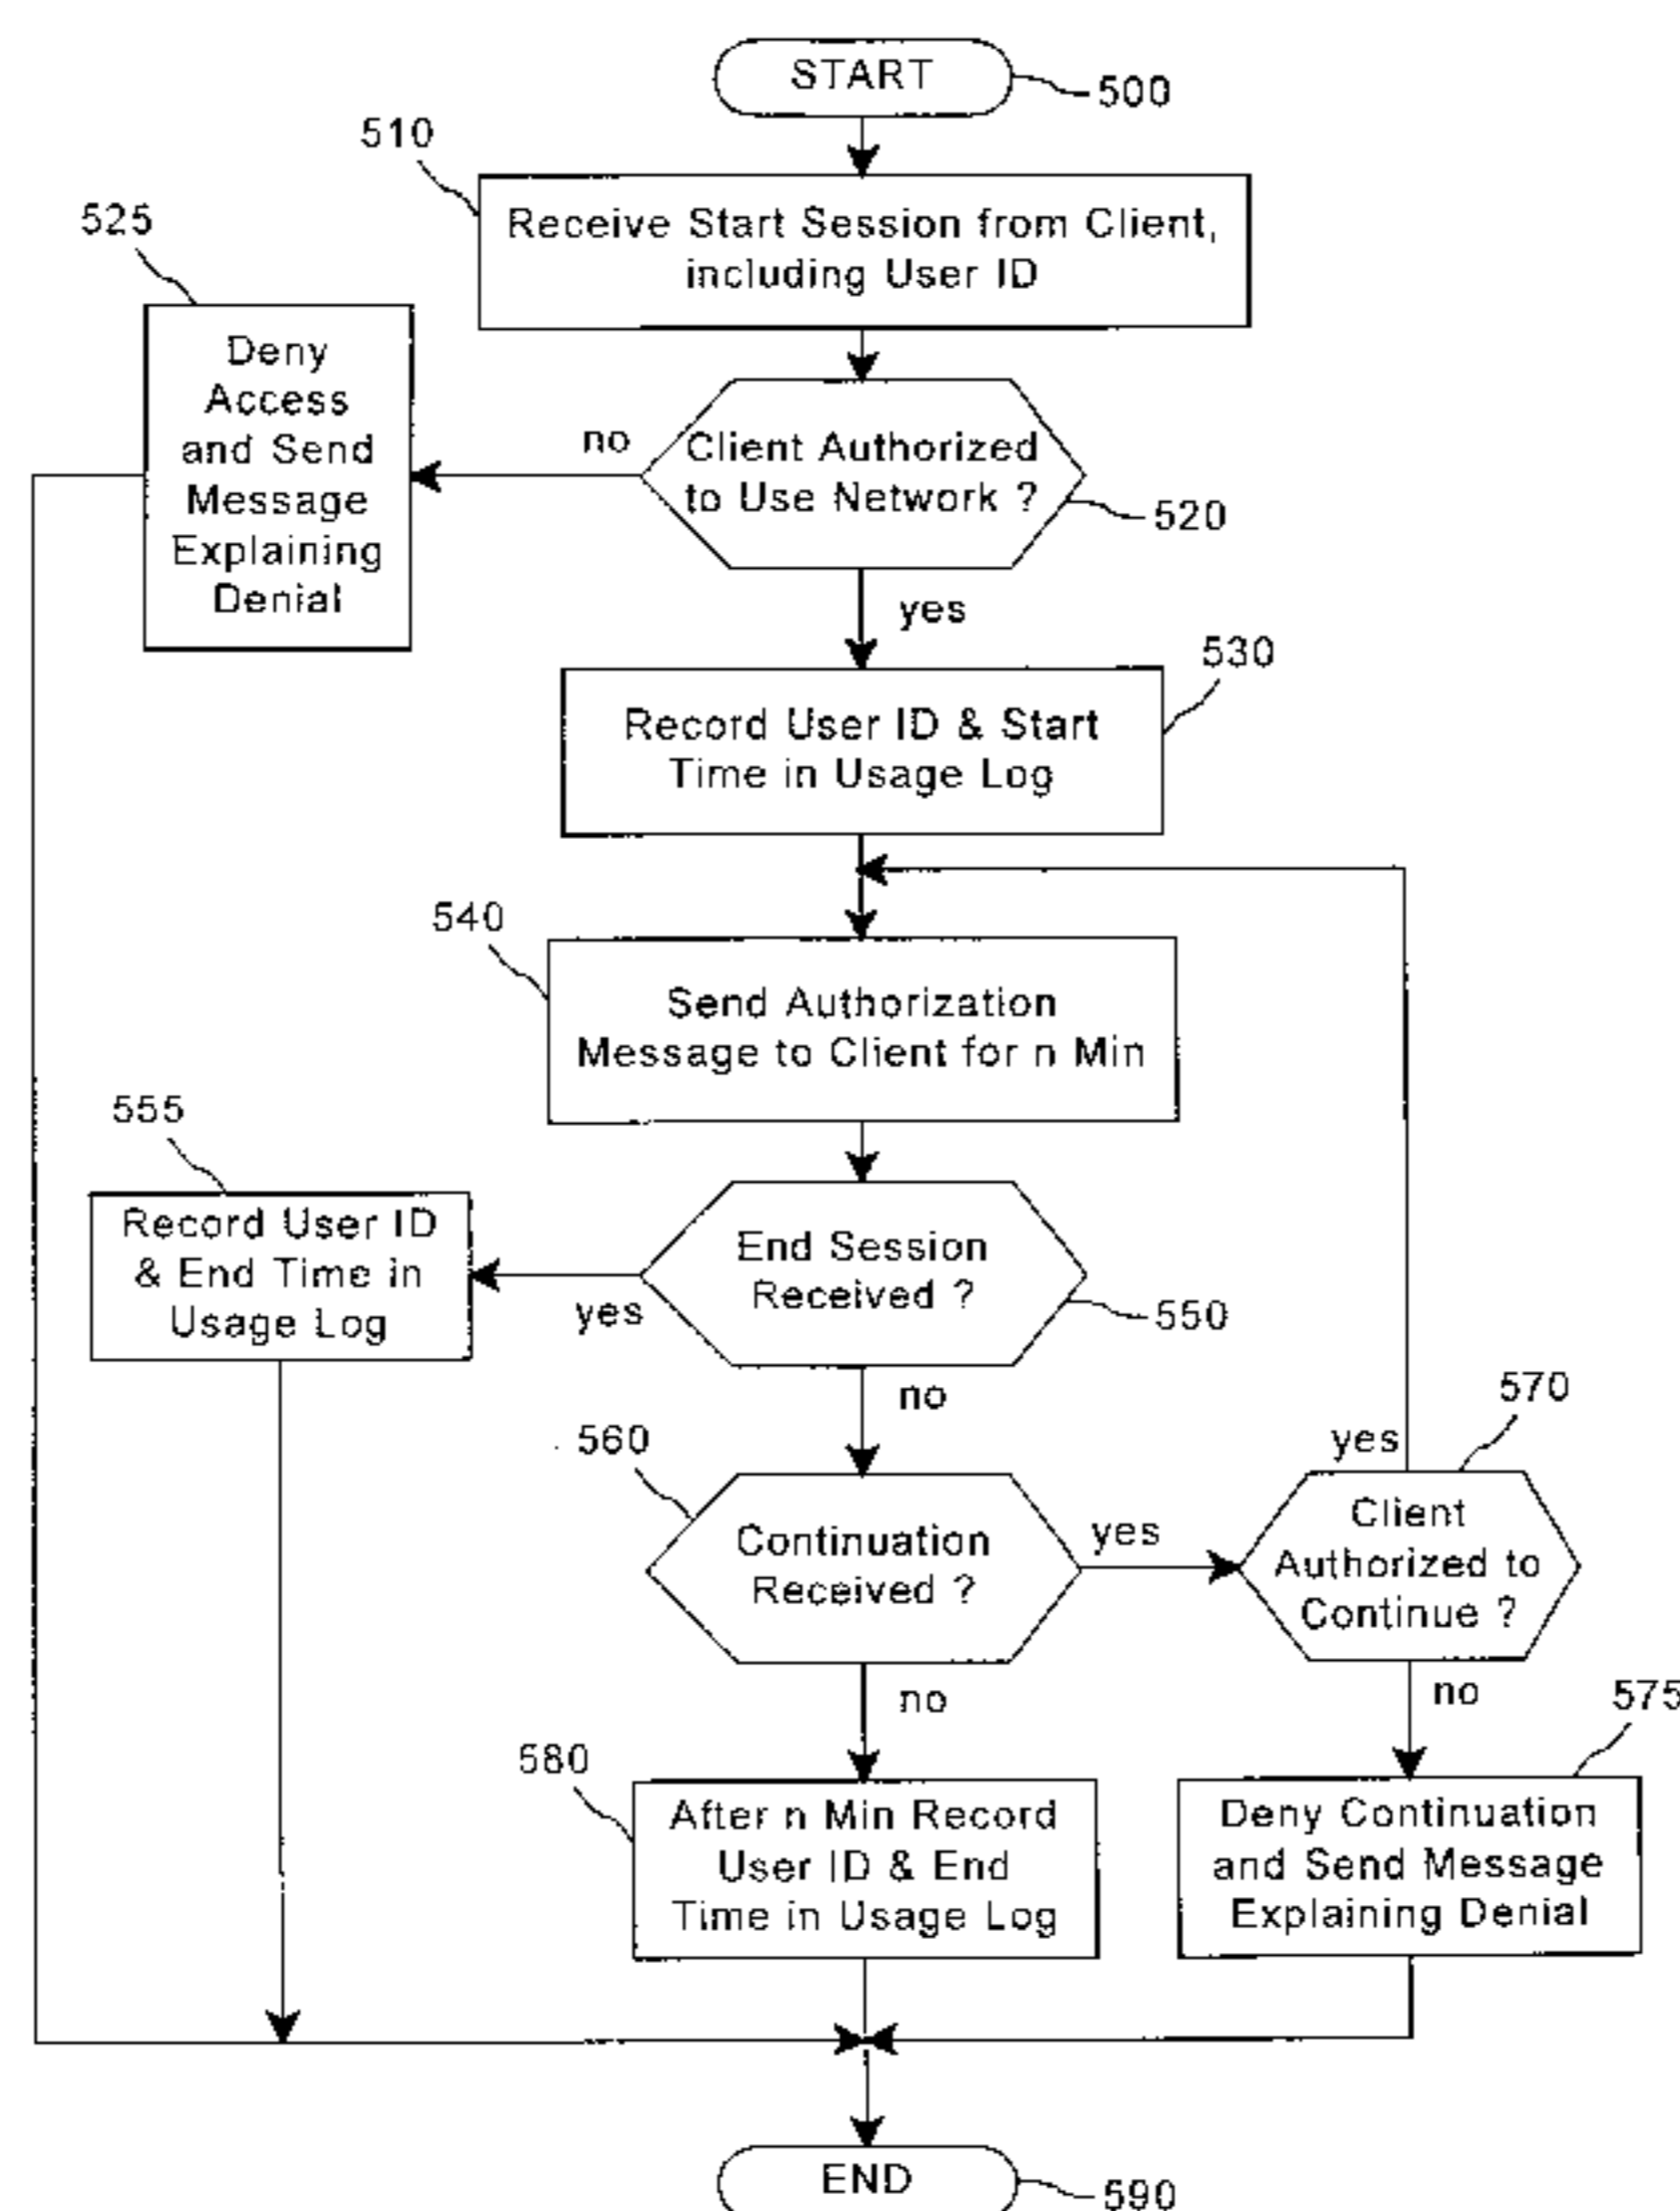 START
500
510
Receive Start Session from Client,
including User ID
525
Deny
Access
and Send
Message
Explaining
Denial
no
Client Authorized
to Use Network ?
520
yes
530
Record User ID & Start
Time in Usage Log
540
Send Authorization
Message to Client for n Min
555
Record User ID
& End Time in
Usage Log
yes
End Session
Received ?
550
no
560
Continuation
Received ?
yes
570
yes
Client
Authorized to
Continue ?
no
no
575
580
After n Min Record
User ID & End
Time in Usage Log
Deny Continuation
and Send Message
Explaining Denial
END
590